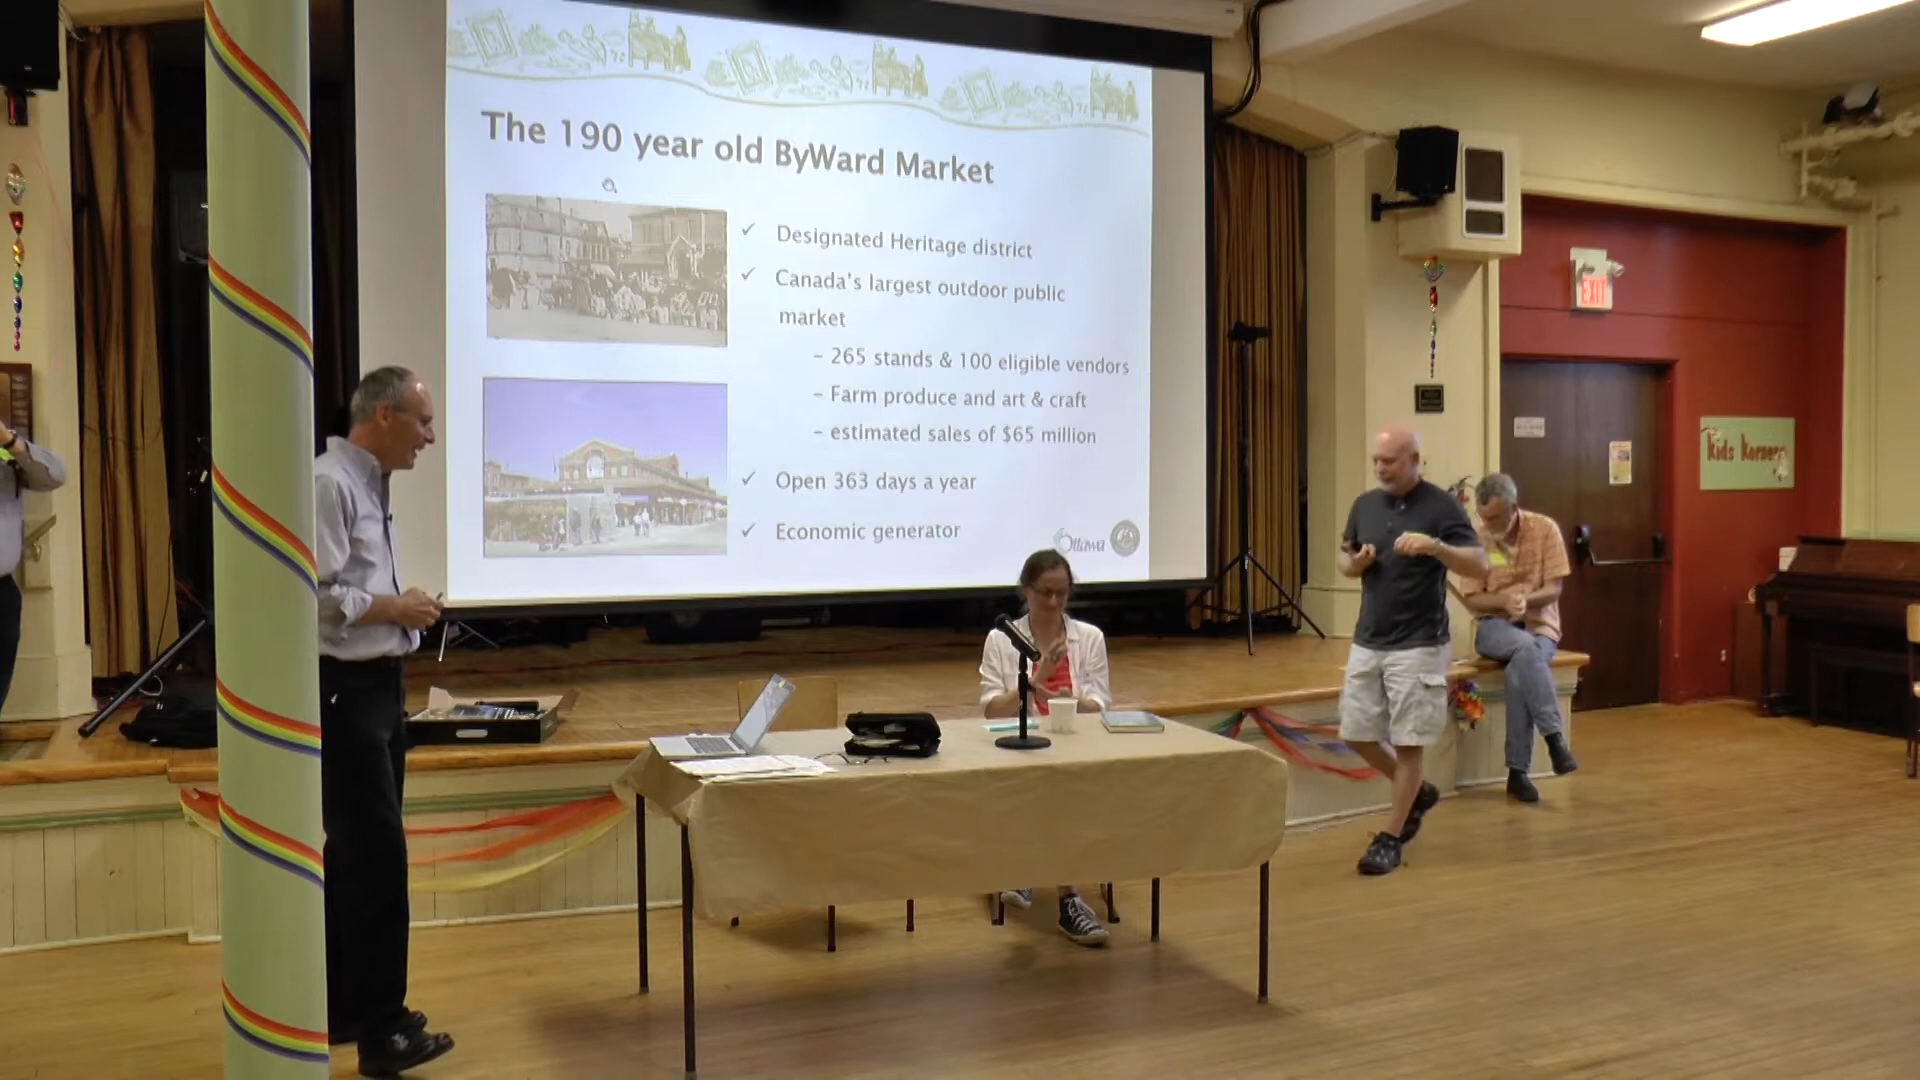 The 190 year old ByWard Market
✓ Designated Heritage district
✓ Canada's largest outdoor public
market
– 265 stands & 100 eligible vendors
– Farm produce and art & craft
– estimated sales of $65 million
✓ Open 363 days a year
✓ Economic generator
Ottawa
EXIT
Kids Korner